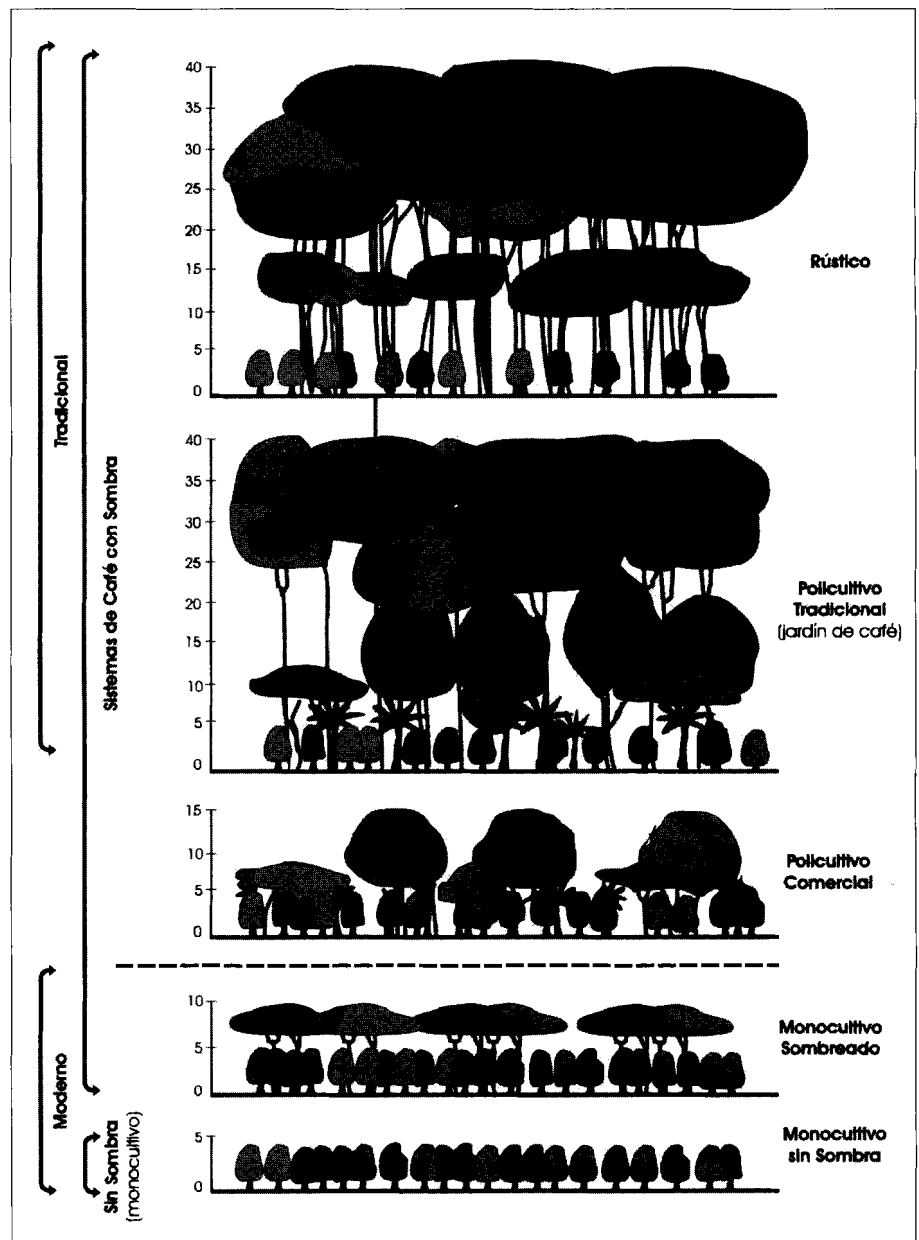 Tradicional
Sistemas de Café con Sombra
Moderno
Sin Sombra
(monocultivo)
40
35
30
25
20
15
10
5
0
Rústico
40
35
30
25
20
15
10
5
0
Policultivo
Tradicional
(jardín de café)
15
10
5
0
Policultivo
Comercial
10
5
0
Monocultivo
Sombreado
5
0
Monocultivo
sin Sombra